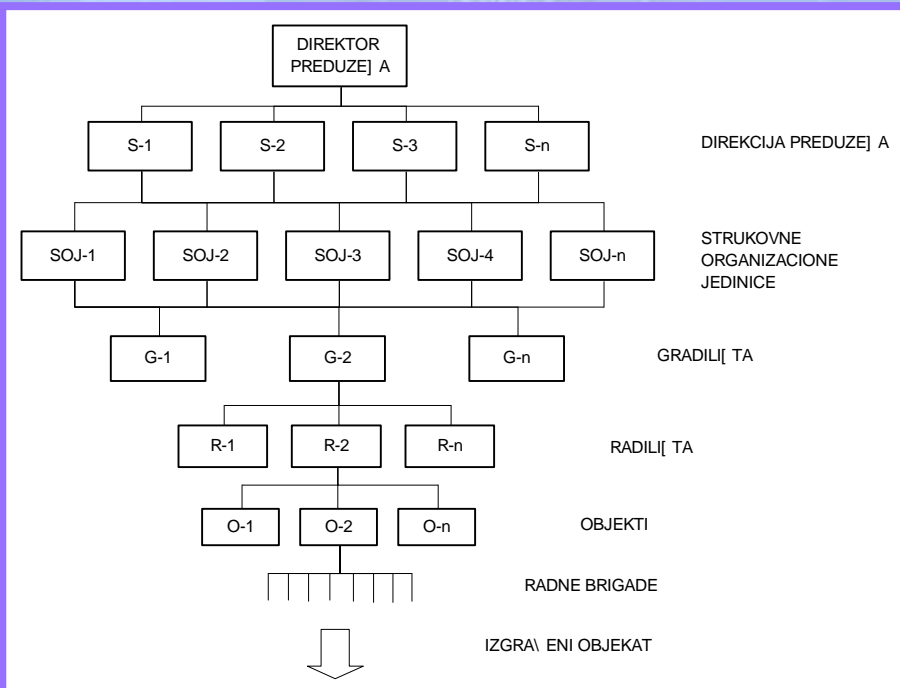 DIREKTOR
PREDUZE] A
S-1 S-2 S-3 S-n
DIREKCIJA PREDUZE] A
SOJ-1 SOJ-2 SOJ-3 SOJ-4 SOJ-n
STRUKOVNE
ORGANIZACIONE
JEDINICE
G-1 G-2 G-n
GRADILI[ TA
R-1 R-2 R-n
RADILI[ TA
O-1 O-2 O-n
OBJEKTI
RADNE BRIGADE
IZGRA\ ENI OBJEKAT